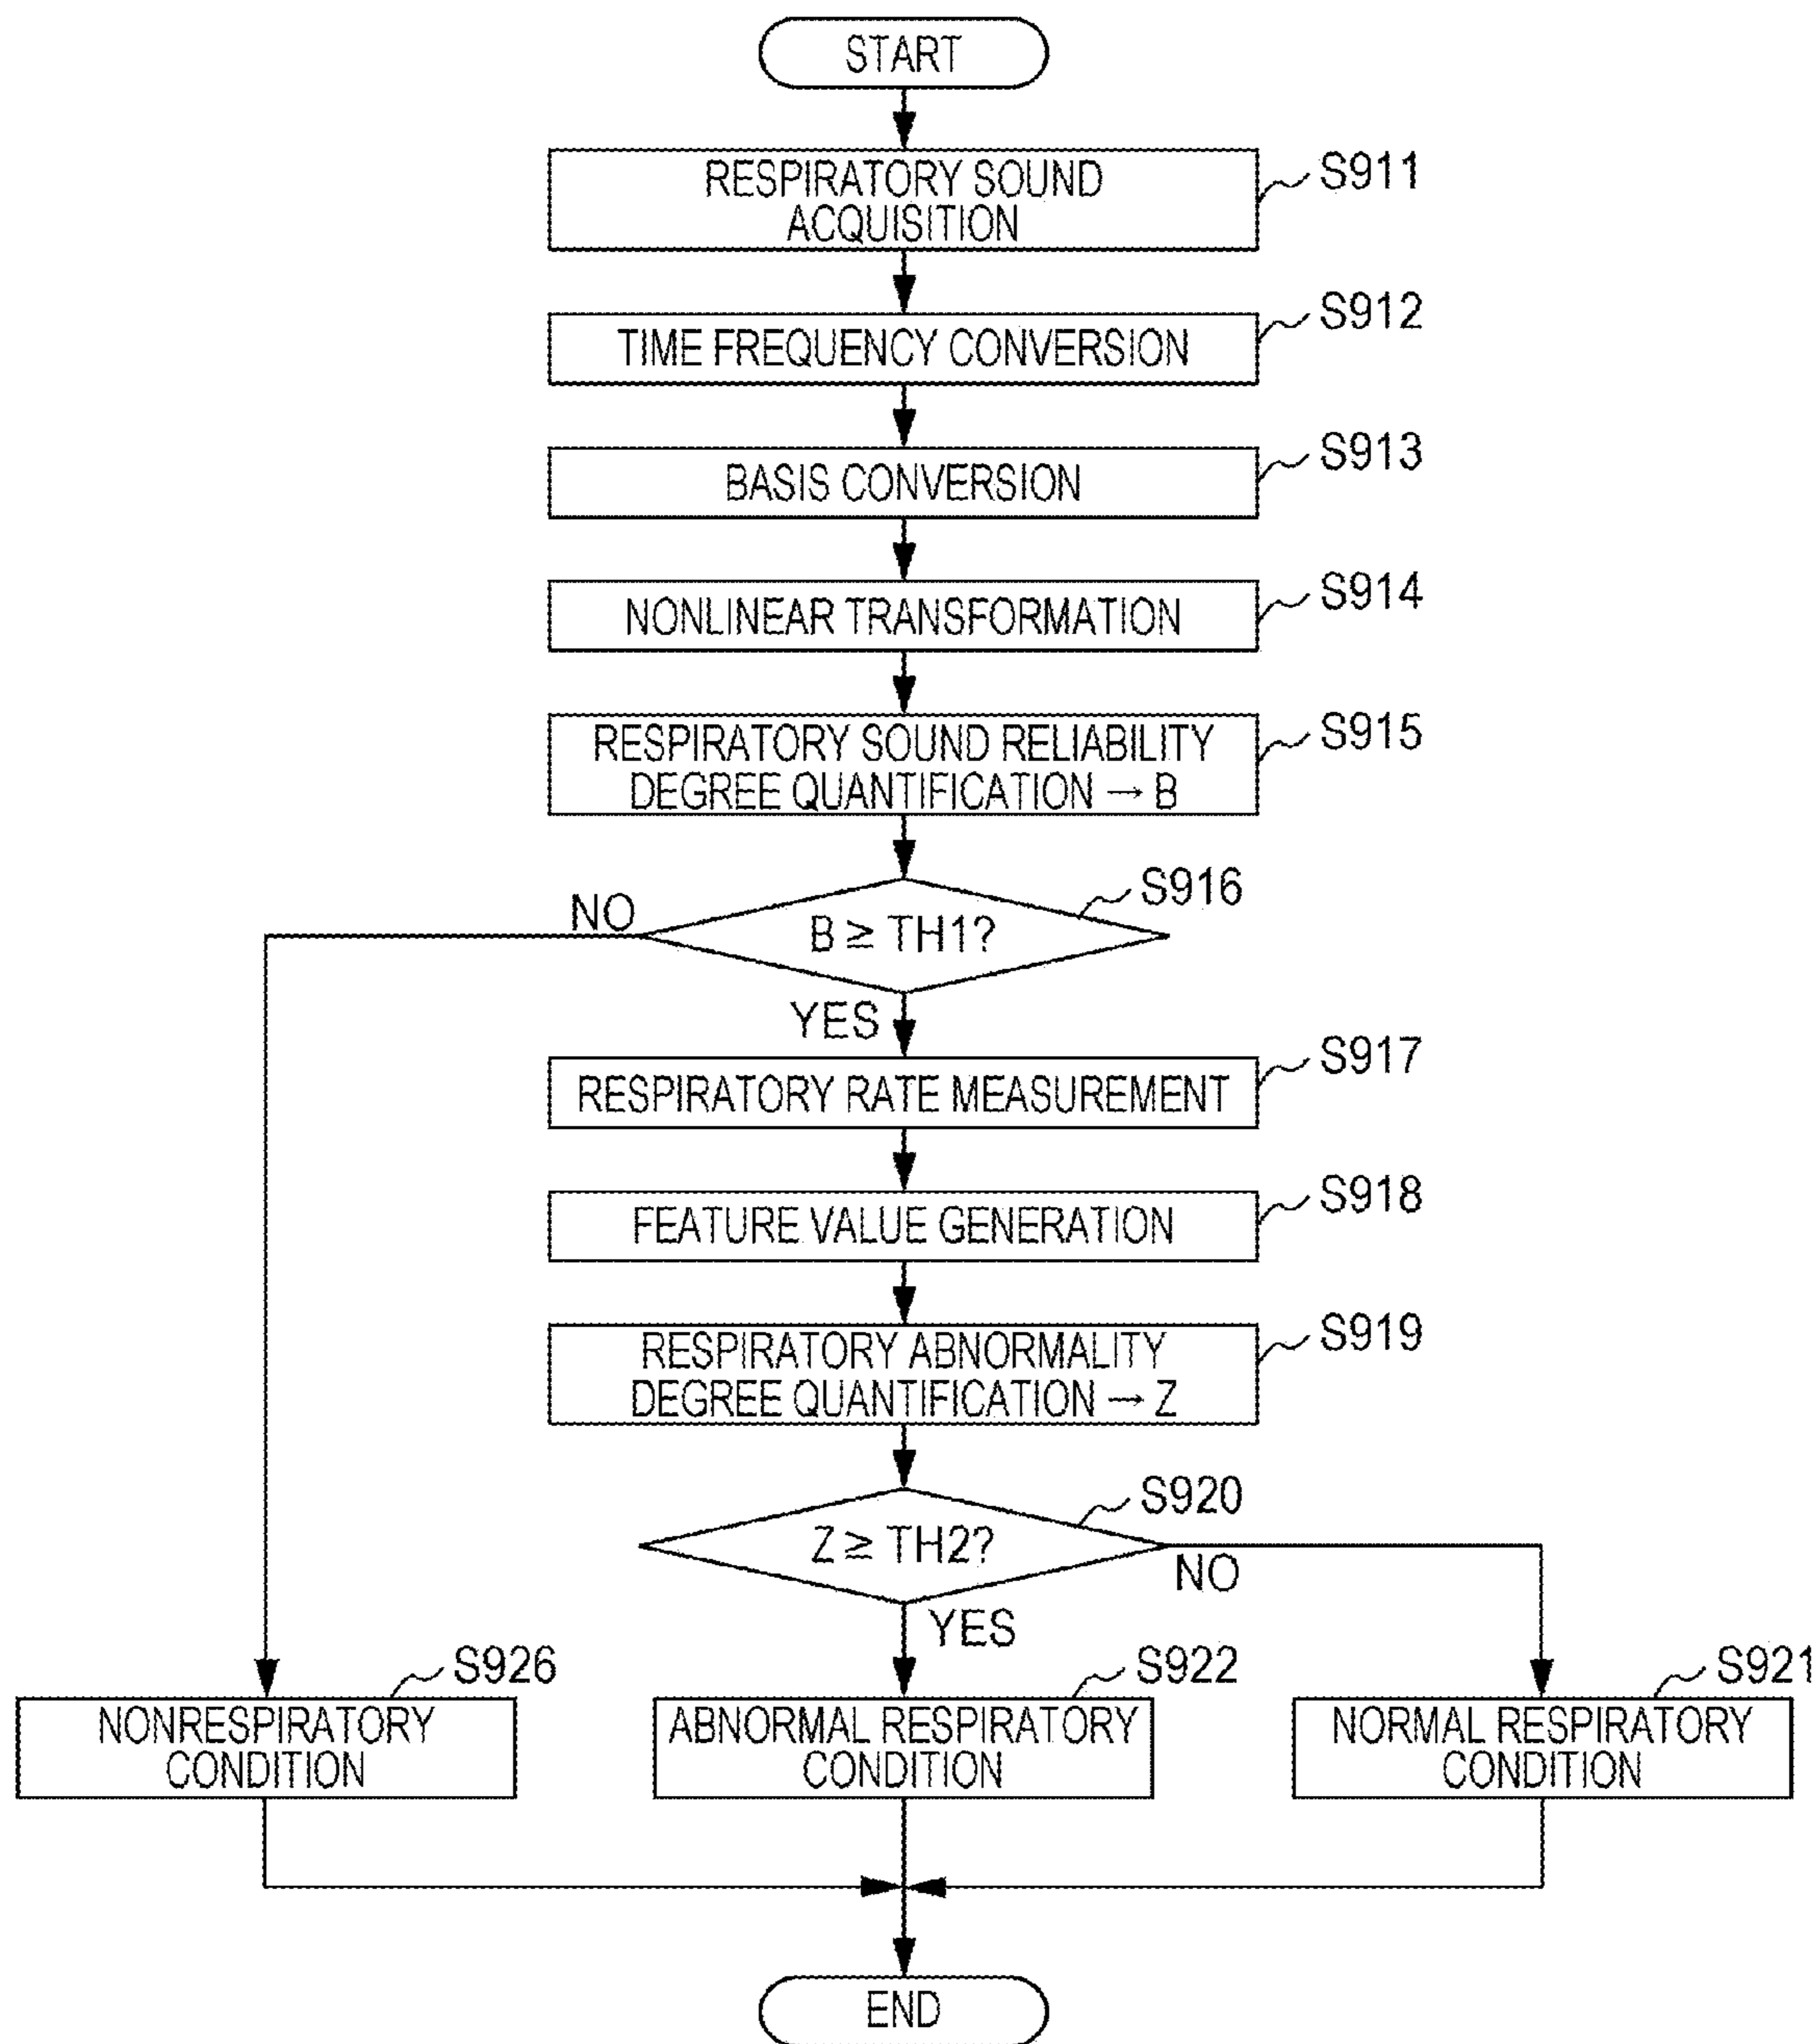 START
RESPIRATORY SOUND
ACQUISITION
S911
TIME FREQUENCY CONVERSION
S912
BASIS CONVERSION
S913
NONLINEAR TRANSFORMATION
S914
RESPIRATORY SOUND RELIABILITY
DEGREE QUANTIFICATION → B
S915
B ≧ TH1?
S916
NO
YES
RESPIRATORY RATE MEASUREMENT
S917
FEATURE VALUE GENERATION
S918
RESPIRATORY ABNORMALITY
DEGREE QUANTIFICATION → Z
S919
Z ≧ TH2?
S920
NO
YES
S926
NONRESPIRATORY
CONDITION
S922
ABNORMAL RESPIRATORY
CONDITION
S921
NORMAL RESPIRATORY
CONDITION
END